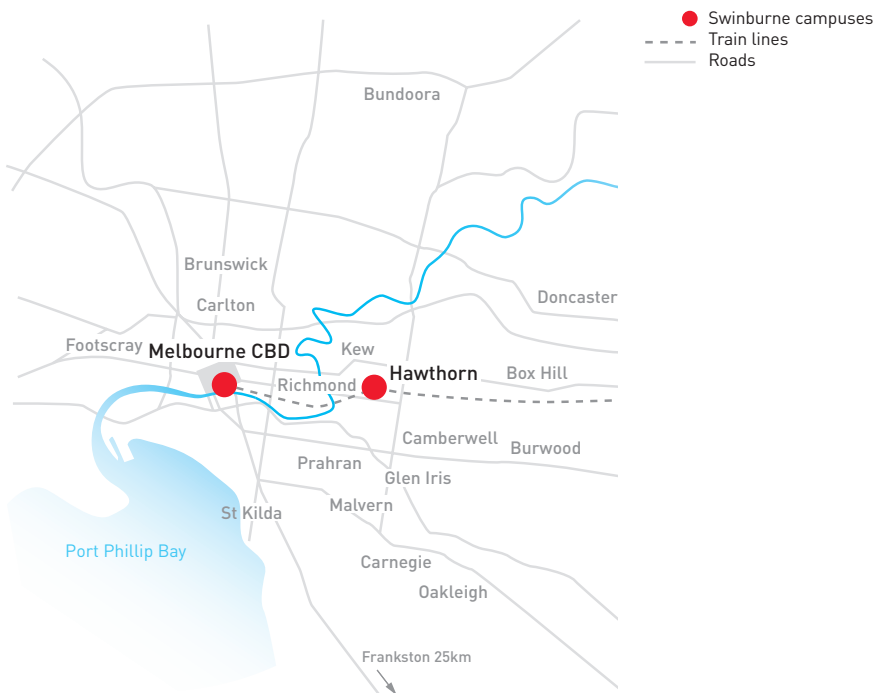 Swinburne campuses
Train lines
Roads
Bundoora
Brunswick
Doncaster
Carlton
Footscray
Melbourne CBD
Kew
Hawthorn
Box Hill
Richmond
Camberwell
Burwood
Prahran
Glen Iris
Malvern
St Kilda
Port Phillip Bay
Carnegie
Oakleigh
Frankston 25km